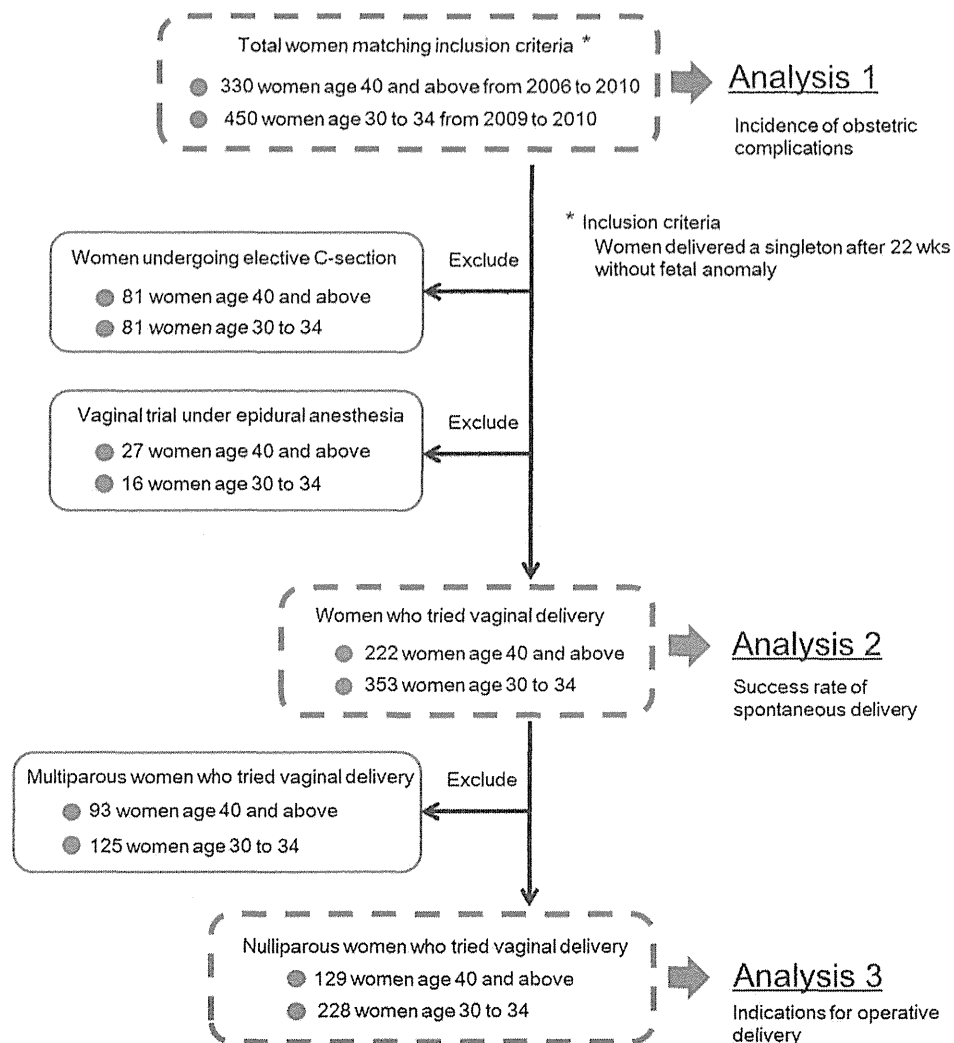 Total women matching inclusion criteria *
330 women age 40 and above from 2006 to 2010
450 women age 30 to 34 from 2009 to 2010
Analysis 1
Incidence of obstetric
complications
* Inclusion criteria
Women delivered a singleton after 22 wks
without fetal anomaly
Women undergoing elective C-section
81 women age 40 and above
81 women age 30 to 34
Exclude
Vaginal trial under epidural anesthesia
27 women age 40 and above
16 women age 30 to 34
Exclude
Women who tried vaginal delivery
222 women age 40 and above
353 women age 30 to 34
Analysis 2
Success rate of
spontaneous delivery
Multiparous women who tried vaginal delivery
93 women age 40 and above
125 women age 30 to 34
Exclude
Nulliparous women who tried vaginal delivery
129 women age 40 and above
228 women age 30 to 34
Analysis 3
Indications for operative
delivery